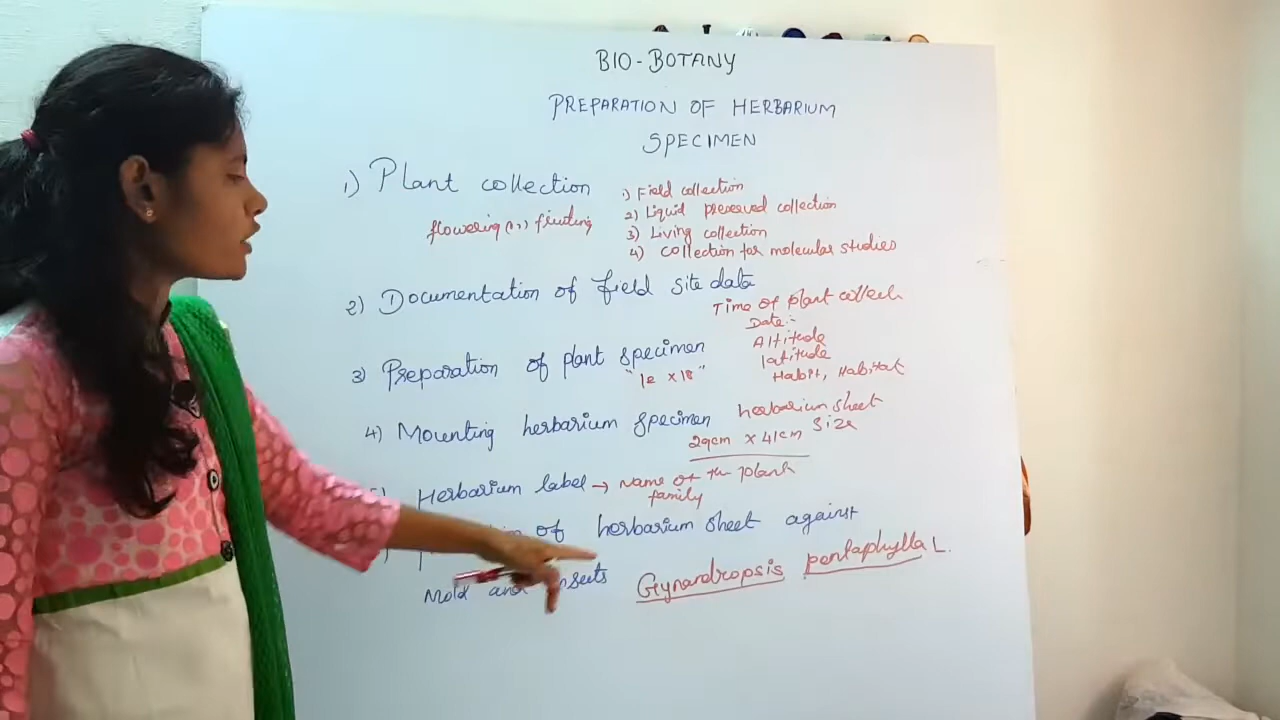 BIO-BOTANY
PREPARATION OF HERBARIUM
SPECIMEN
1) Plant collection
flowering (or) fruiting
1) Field collection
2) Liquid preserved collection
3) Living collection
4) collection for molecular studies
2) Documentation of field site data
Time of plant collech
Date:-
Altitude
latitude
Habit, Habitat
3) Preparation of plant specimen
"12 x 18"
4) Mounting herbarium specimen
herbarium sheet
size
29cm x 41cm
Herbarium label → Name of the plant
family
of herbarium sheet against
Mold and insects
Gynandropsis pentaphylla L.